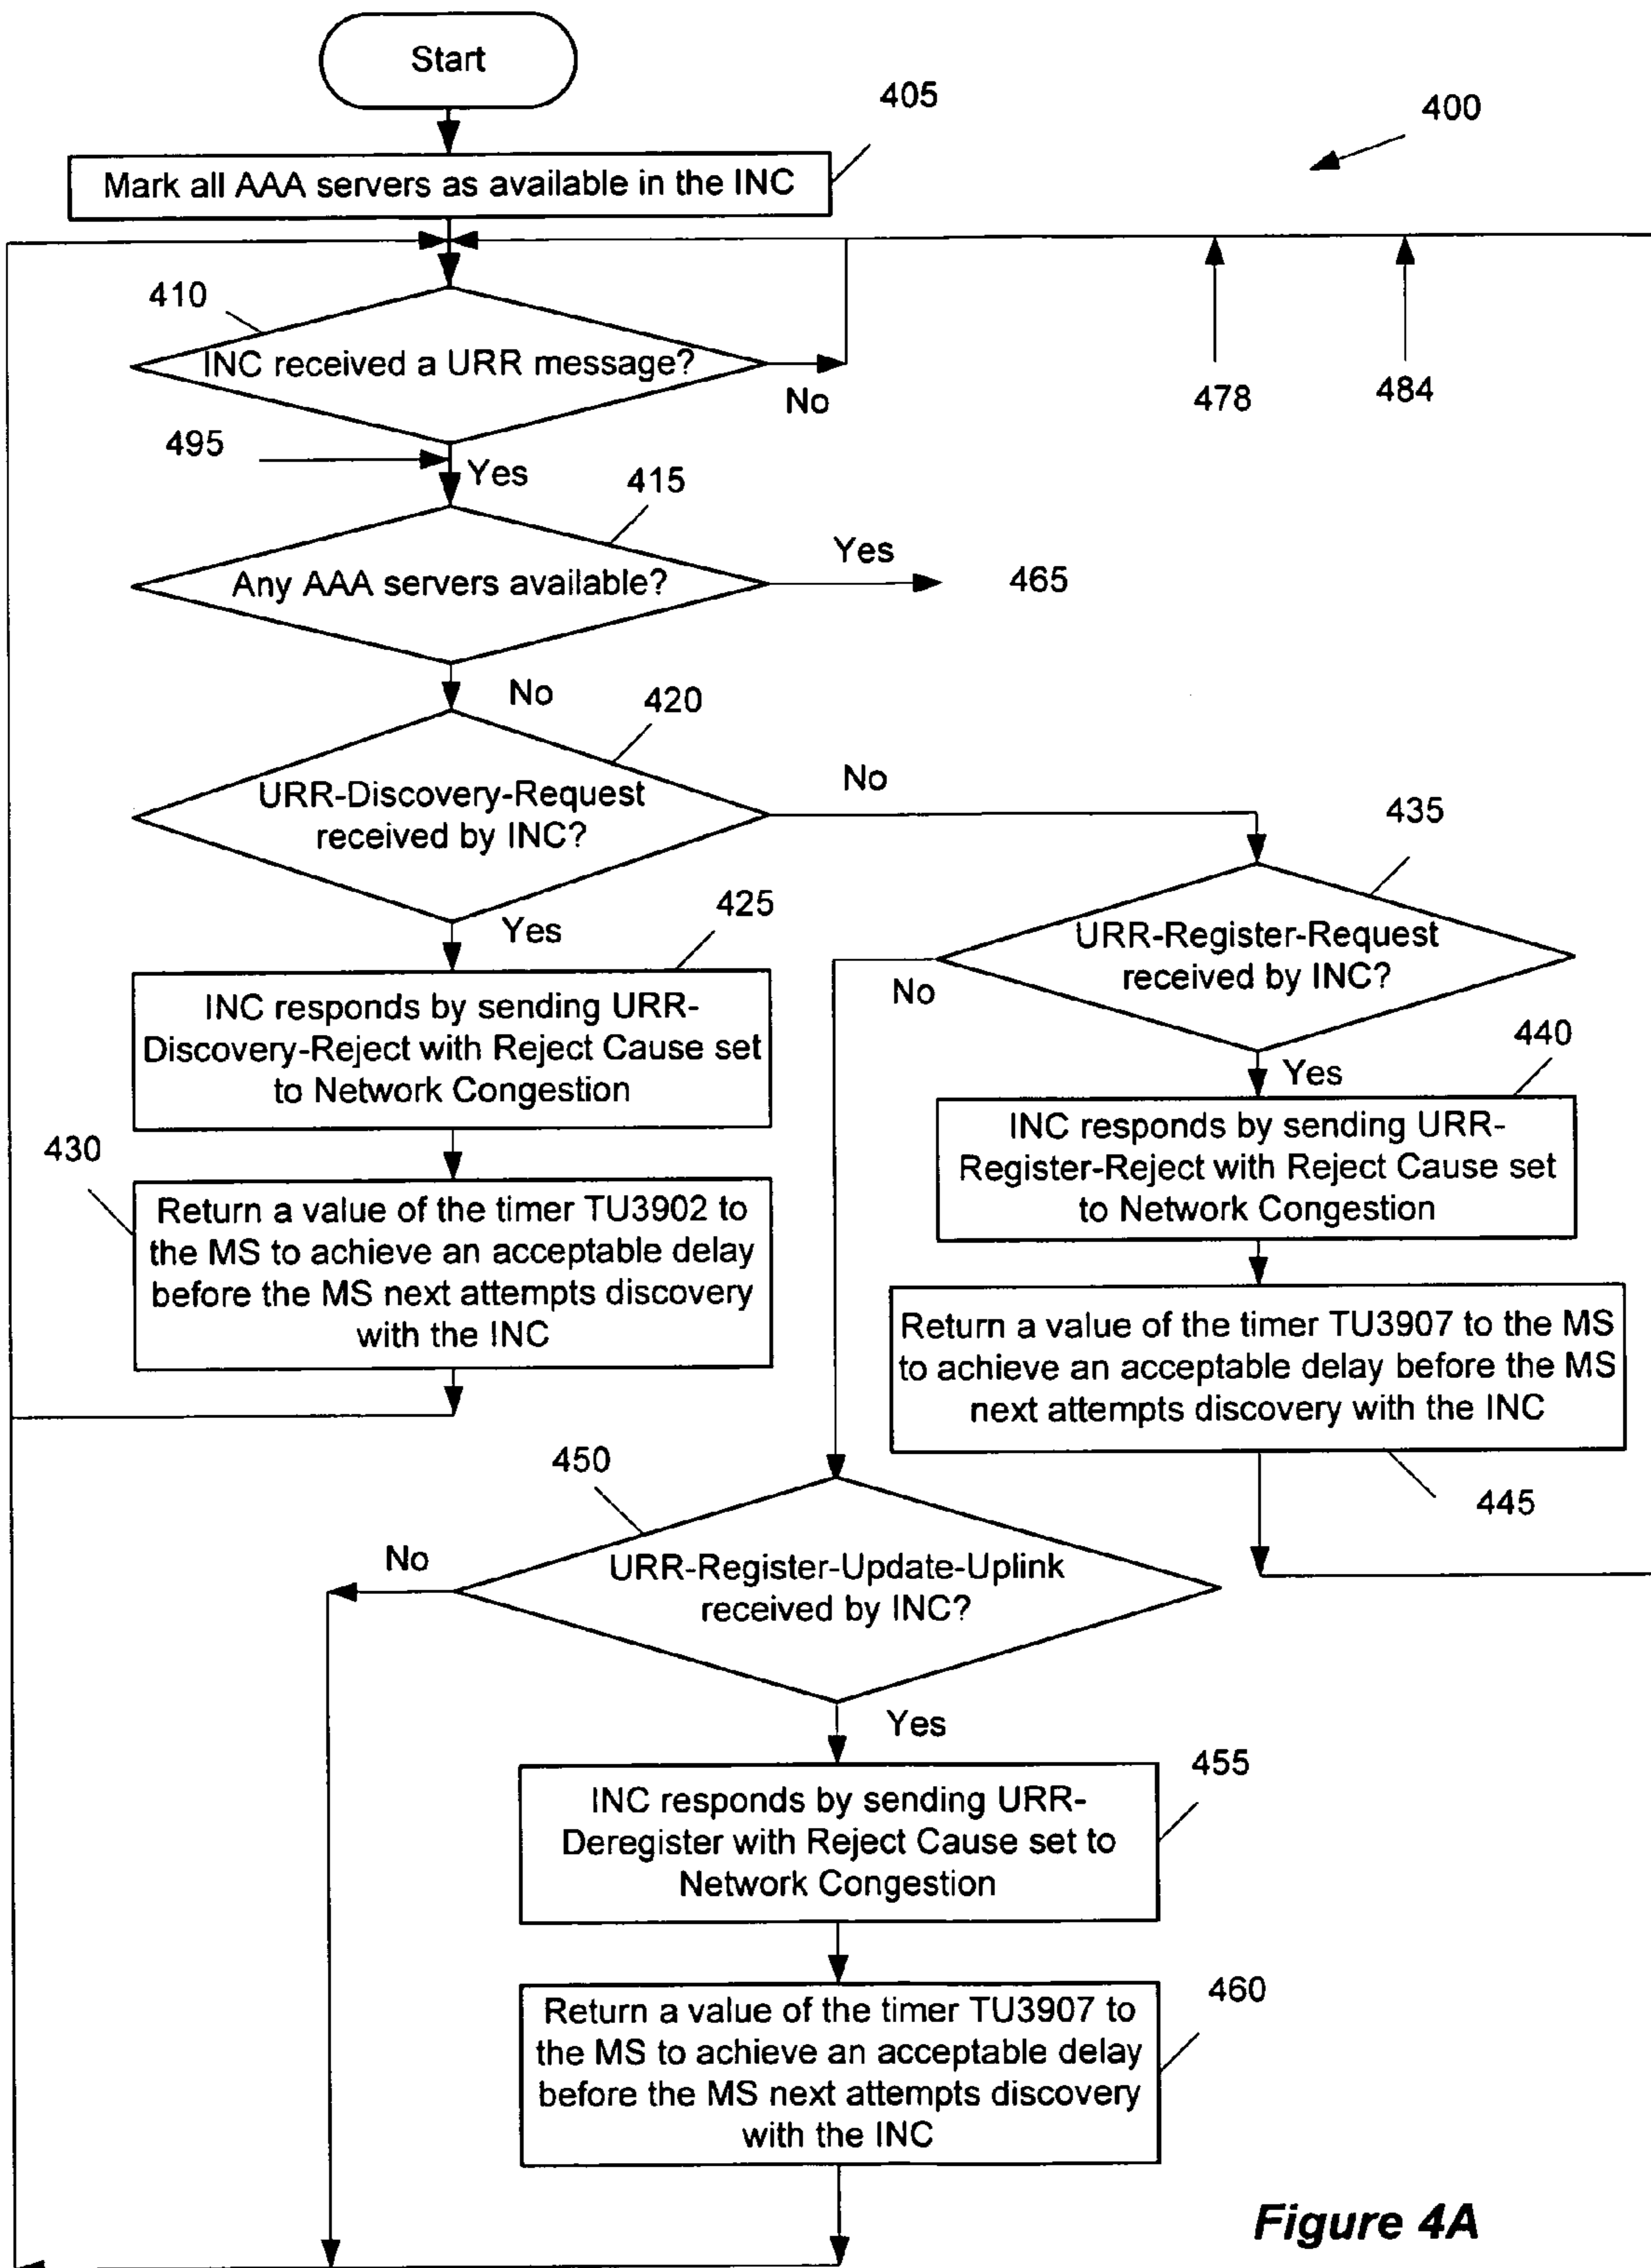 Start
405
400
Mark all AAA servers as available in the INC
410
INC received a URR message?
No
478
484
495
Yes
415
Any AAA servers available?
Yes
465
No
420
URR-Discovery-Request
received by INC?
No
435
URR-Register-Request
received by INC?
No
Yes
425
INC responds by sending URR-
Discovery-Reject with Reject Cause set
to Network Congestion
Yes
440
INC responds by sending URR-
Register-Reject with Reject Cause set
to Network Congestion
430
Return a value of the timer TU3902 to
the MS to achieve an acceptable delay
before the MS next attempts discovery
with the INC
Return a value of the timer TU3907 to the MS
to achieve an acceptable delay before the MS
next attempts discovery with the INC
445
450
URR-Register-Update-Uplink
received by INC?
No
Yes
455
INC responds by sending URR-
Deregister with Reject Cause set to
Network Congestion
460
Return a value of the timer TU3907 to
the MS to achieve an acceptable delay
before the MS next attempts discovery
with the INC
Figure 4A